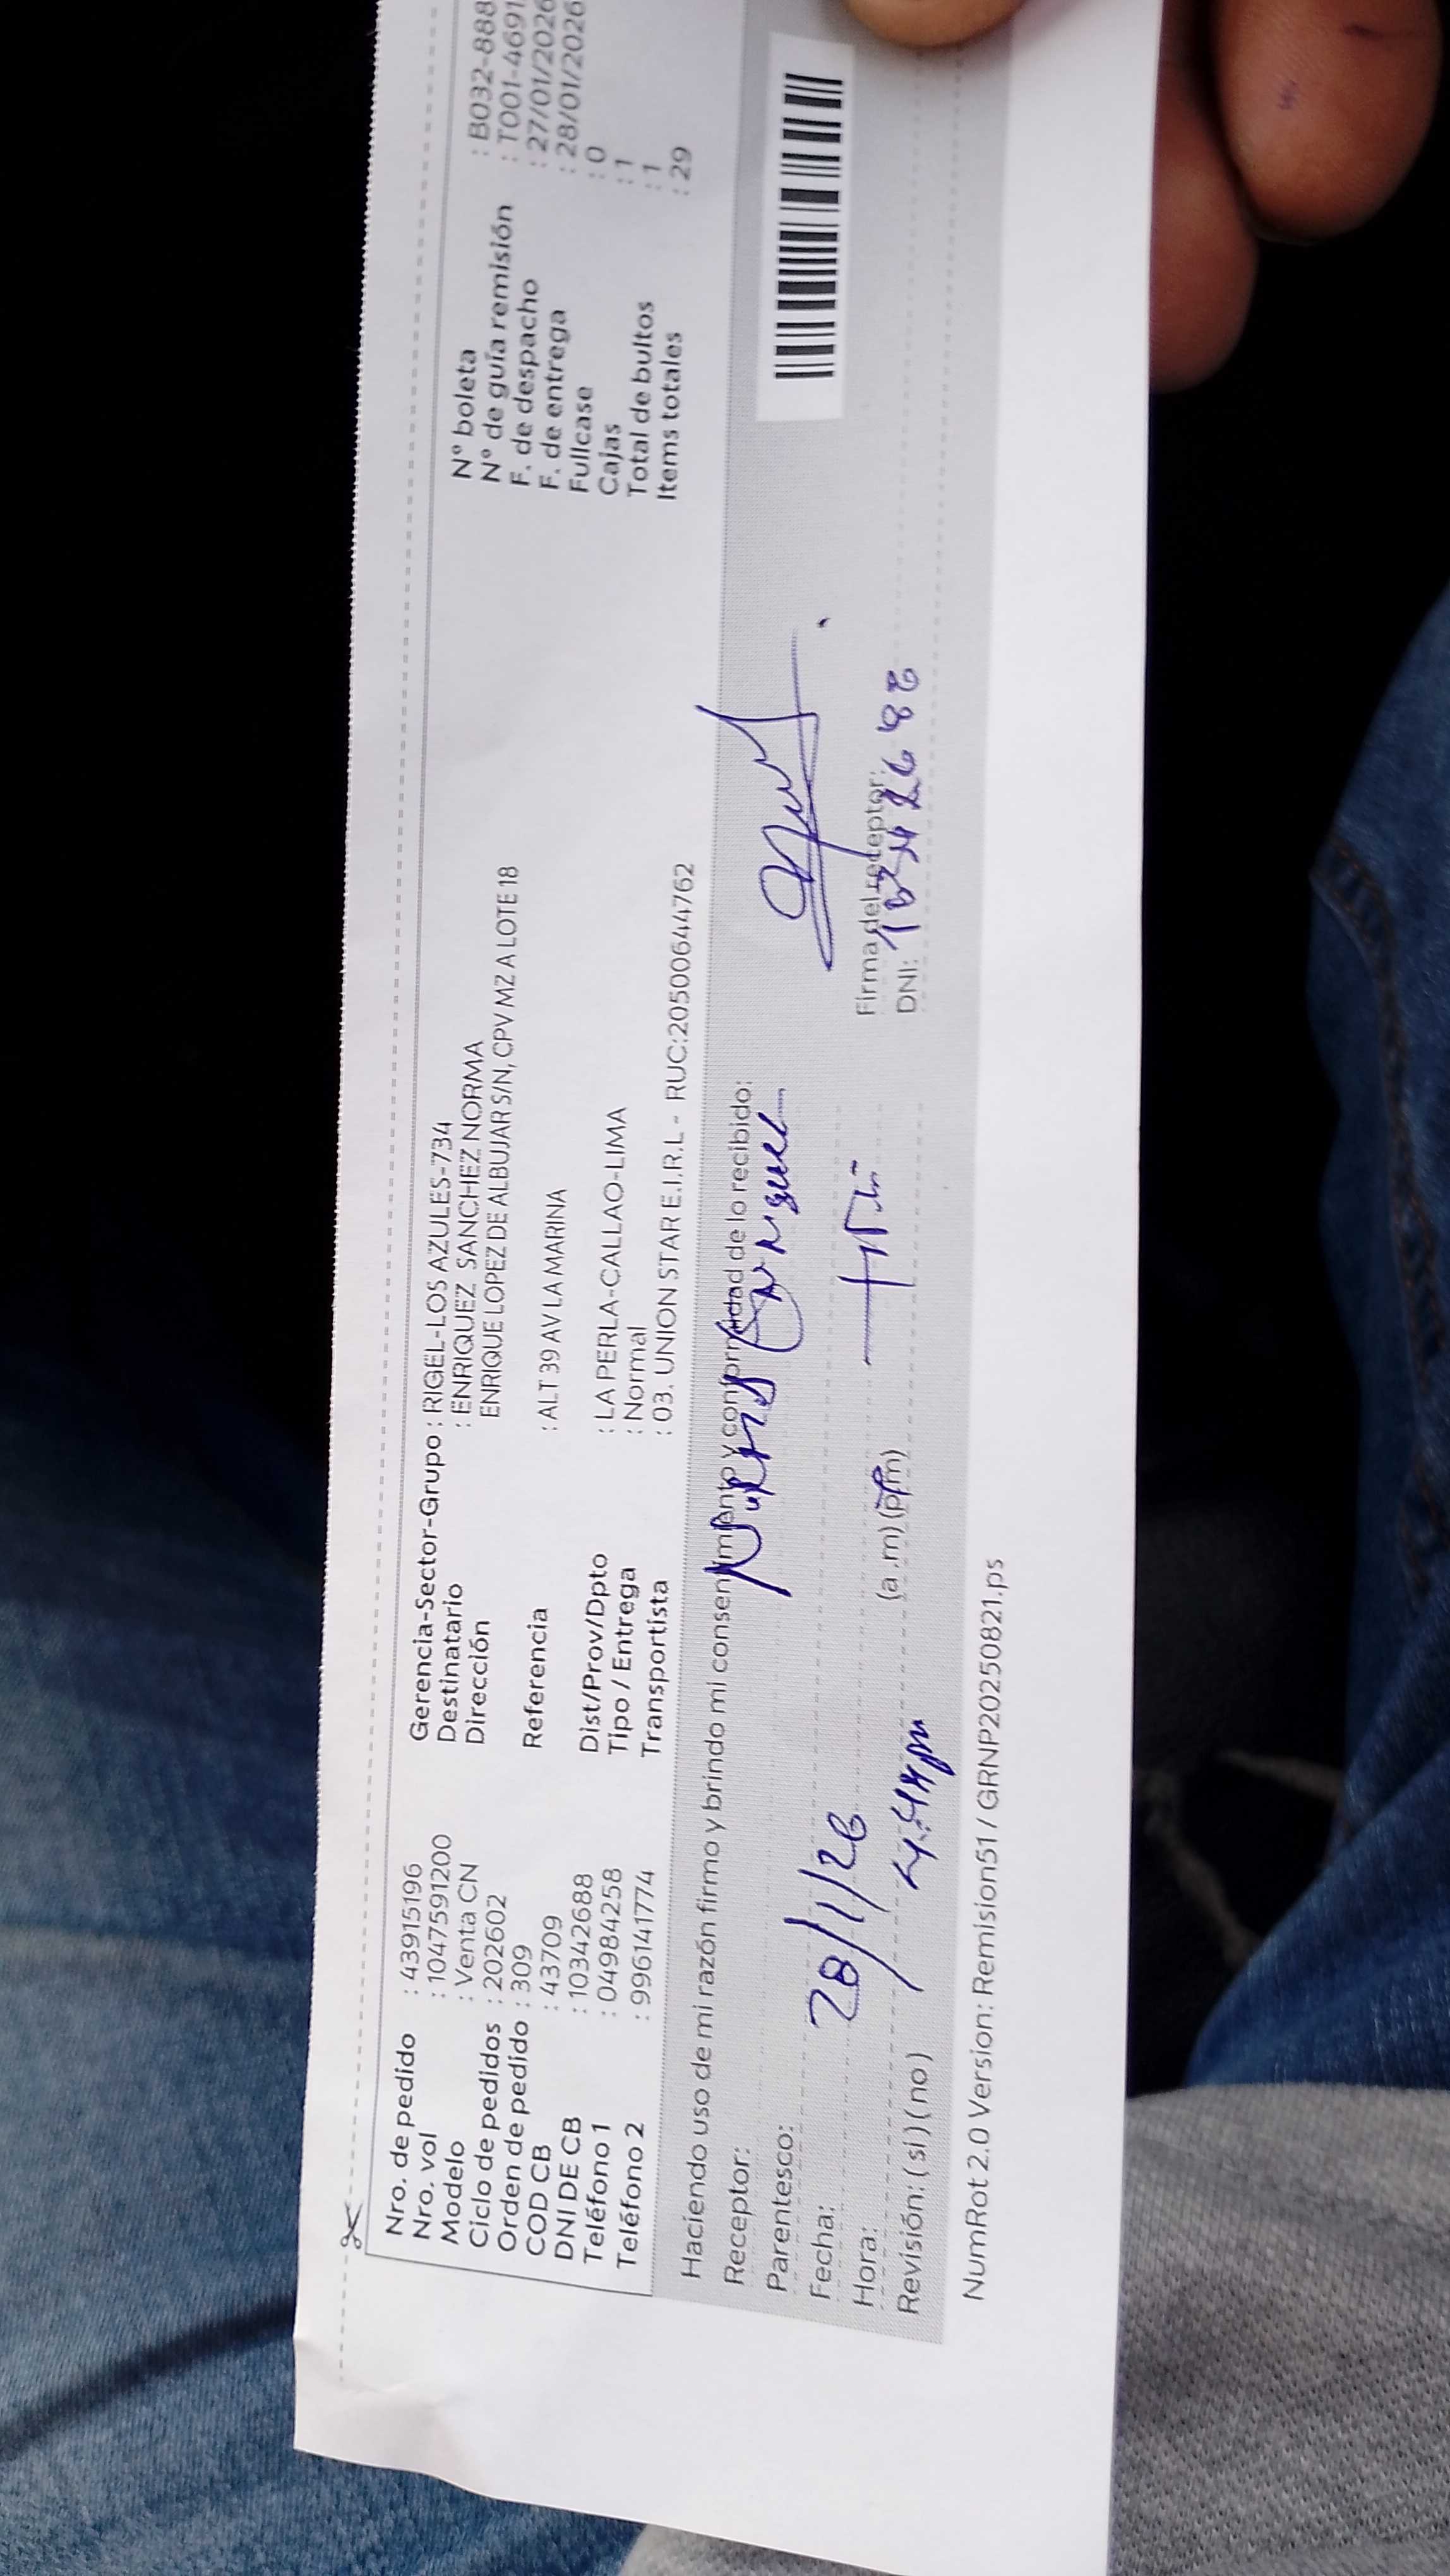 Nro. de pedido : 43915196
Nro. vol : 1047591200
Modelo : Venta CN
Ciclo de pedidos : 202602
Orden de pedido : 309
COD CB : 43709
DNI DE CB : 10342688
Teléfono 1 : 04984258
Teléfono 2 : 996141774
Gerencia-Sector-Grupo : RIGEL-LOS AZULES-734
Destinatario : ENRIQUEZ SANCHEZ NORMA
Dirección ENRIQUE LOPEZ DE ALBUJAR S/N, CPV MZ A LOTE 18
Referencia : ALT 39 AV LA MARINA
Dist/Prov/Dpto : LA PERLA-CALLAO-LIMA
Tipo / Entrega : Normal
Transportista : 03. UNION STAR E.I.R.L - RUC:20500644762
N° boleta : B032-888
N° de guía remisión : T001-4691
F. de despacho : 27/01/2026
F. de entrega : 28/01/2026
Fullcase : 0
Cajas : 1
Total de bultos : 1
Items totales : 29
Haciendo uso de mi razón firmo y brindo mi consentimiento y conformidad de lo recibido:
Receptor:
Parentesco:
Fecha: 28/1/26
Hora: (a.m) (p.m)
Revisión: (si) (no) 4:44pm
Firma del receptor:
DNI:
NumRot 2.0 Version: Remision51 / GRNP20250821.ps